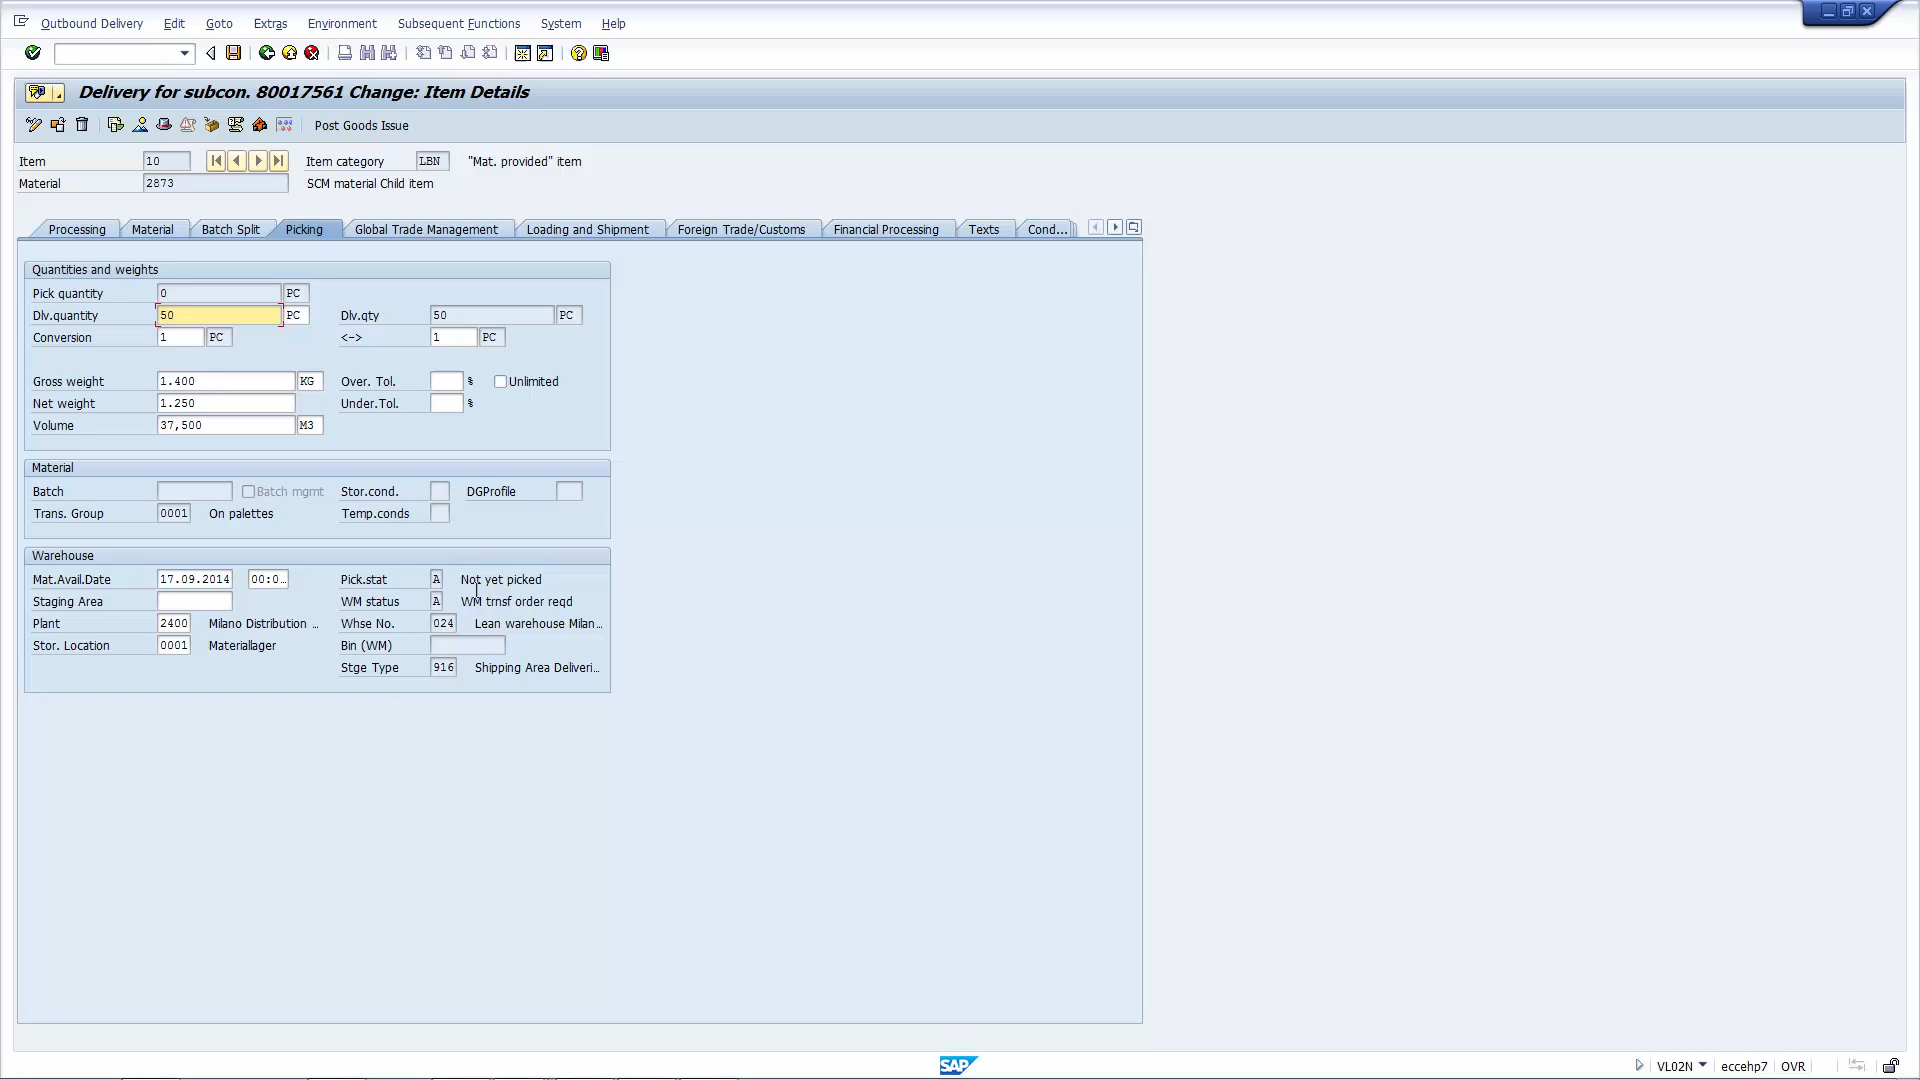 Outbound Delivery Edit Goto Extras Environment Subsequent Functions System Help
Delivery for subcon. 80017561 Change: Item Details
Post Goods Issue
Item 10 Item category LBN "Mat. provided" item
Material 2873 SCM material Child item
Processing Material Batch Split Picking Global Trade Management Loading and Shipment Foreign Trade/Customs Financial Processing Texts Cond...
Quantities and weights
Pick quantity 0 PC
Dlv.quantity 50 PC Dlv.qty 50 PC
Conversion 1 PC <-> 1 PC
Gross weight 1.400 KG Over. Tol. % Unlimited
Net weight 1.250 Under.Tol. %
Volume 37,500 M3
Material
Batch Batch mgmt Stor.cond. DGProfile
Trans. Group 0001 On palettes Temp.conds
Warehouse
Mat.Avail.Date 17.09.2014 00:0... Pick.stat A Not yet picked
Staging Area WM status A WM trnsf order reqd
Plant 2400 Milano Distribution ... Whse No. 024 Lean warehouse Milan...
Stor. Location 0001 Materiallager Bin (WM)
Stge Type 916 Shipping Area Deliveri...
SAP VL02N eccehp7 OVR